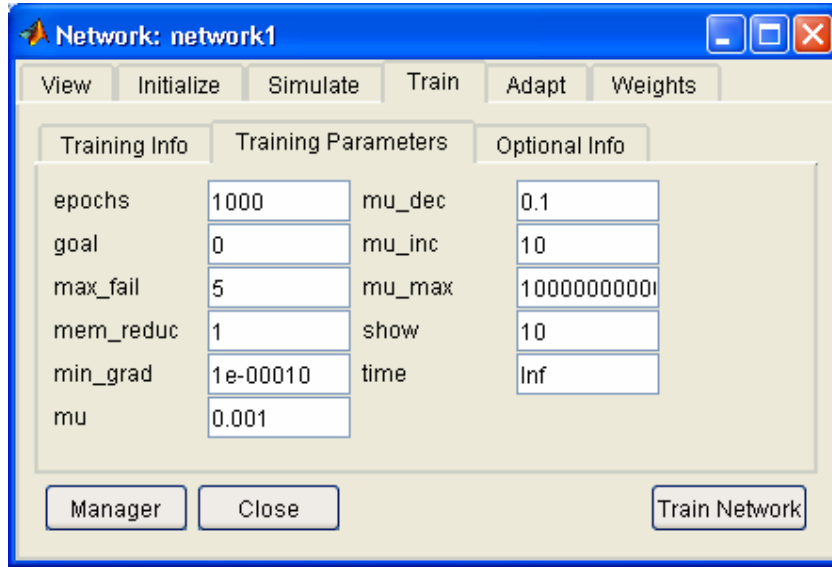 Network: network1
View Initialize Simulate Train Adapt Weights
Training Info Training Parameters Optional Info
epochs 1000 mu_dec 0.1
goal 0 mu_inc 10
max_fail 5 mu_max 1000000000
mem_reduc 1 show 10
min_grad 1e-00010 time Inf
mu 0.001
Manager Close Train Network